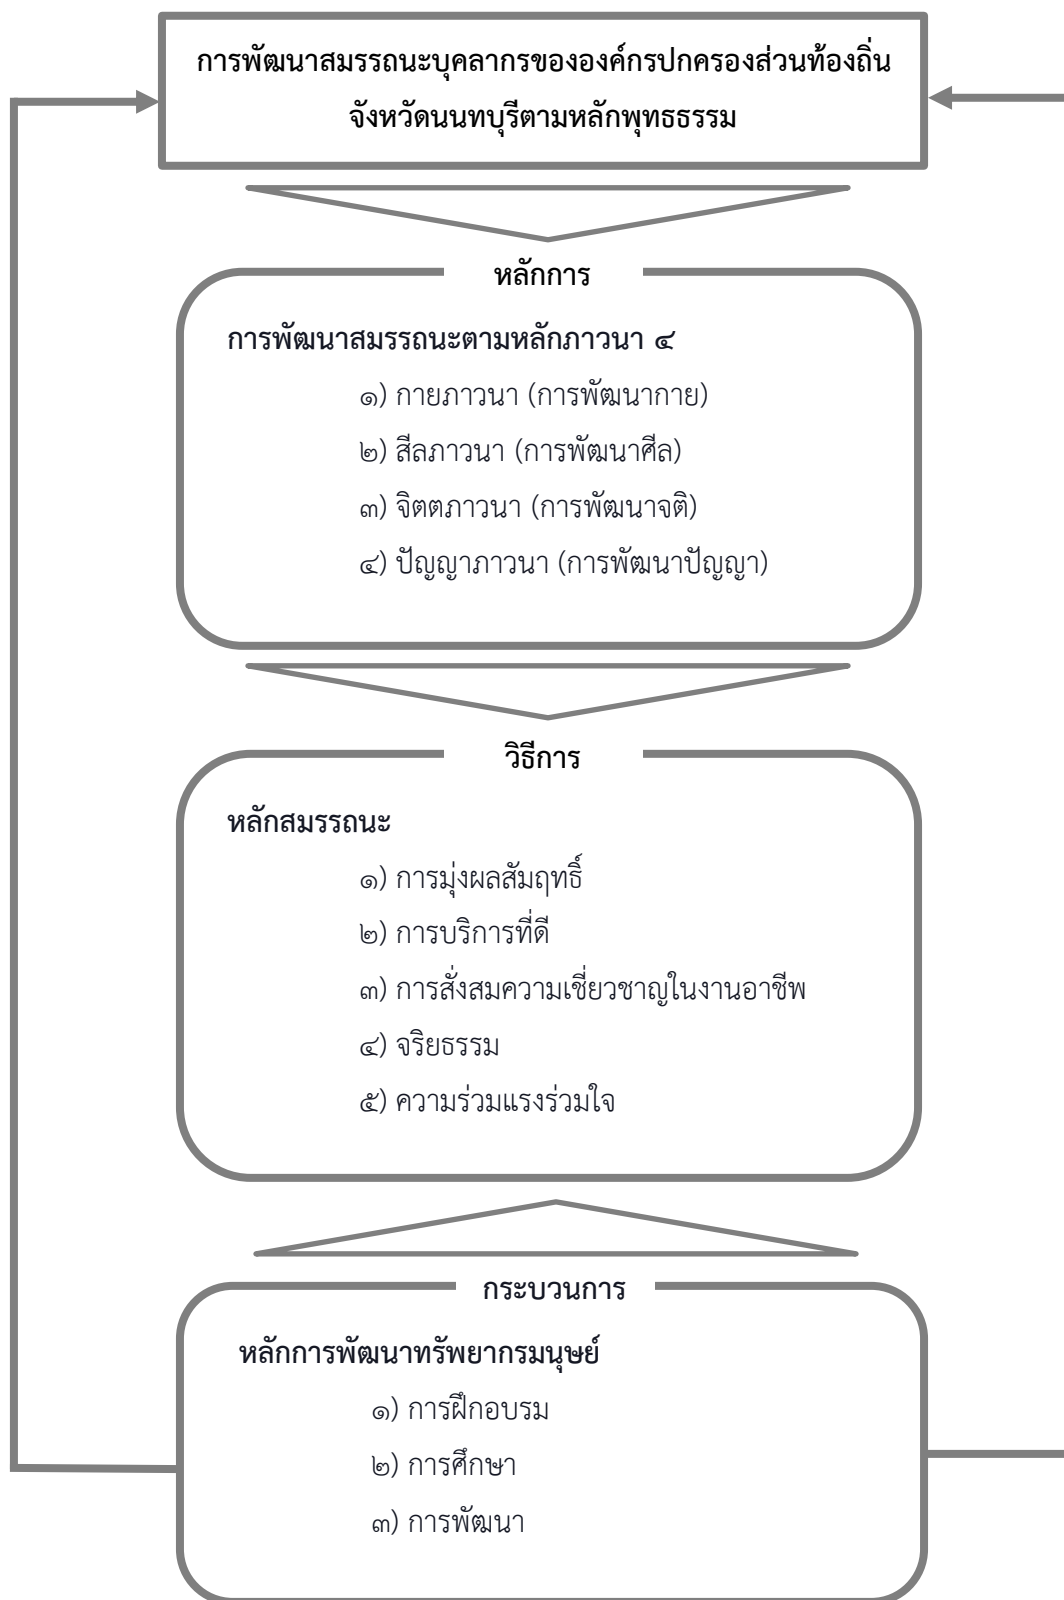 การพัฒนาสมรรถนะบุคลากรขององค์กรปกครองส่วนท้องถิ่น
จังหวัดนนทบุรีตามหลักพุทธธรรม
หลักการ
การพัฒนาสมรรถนะตามหลักภาวนา ๔
๑) กายภาวนา (การพัฒนากาย)
๒) สีลภาวนา (การพัฒนาศีล)
๓) จิตตภาวนา (การพัฒนาจติ)
๔) ปัญญาภาวนา (การพัฒนาปัญญา)
วิธีการ
หลักสมรรถนะ
๑) การมุ่งผลสัมฤทธิ์
๒) การบริการที่ดี
๓) การสั่งสมความเชี่ยวชาญในงานอาชีพ
๔) จริยธรรม
๕) ความร่วมแรงร่วมใจ
กระบวนการ
หลักการพัฒนาทรัพยากรมนุษย์
๑) การฝึกอบรม
๒) การศึกษา
๓) การพัฒนา